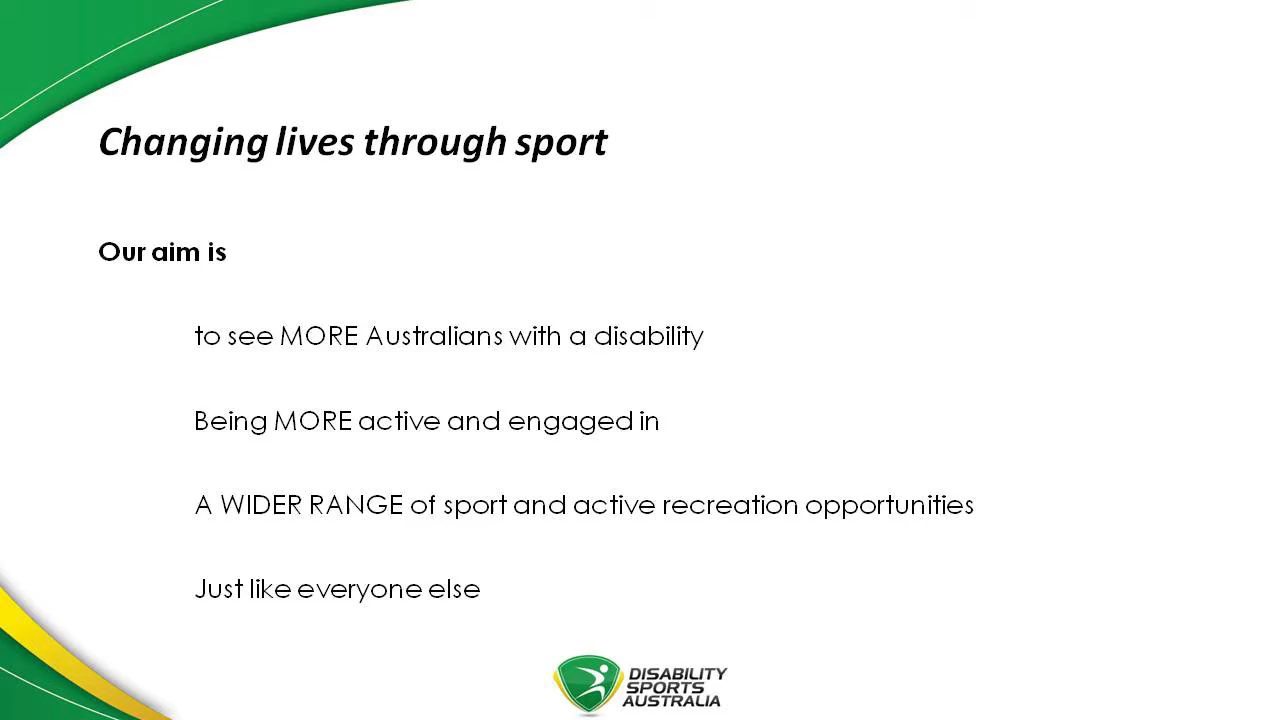 Changing lives through sport
Our aim is
to see MORE Australians with a disability
Being MORE active and engaged in
A WIDER RANGE of sport and active recreation opportunities
Just like everyone else
DISABILITY
SPORTS
AUSTRALIA